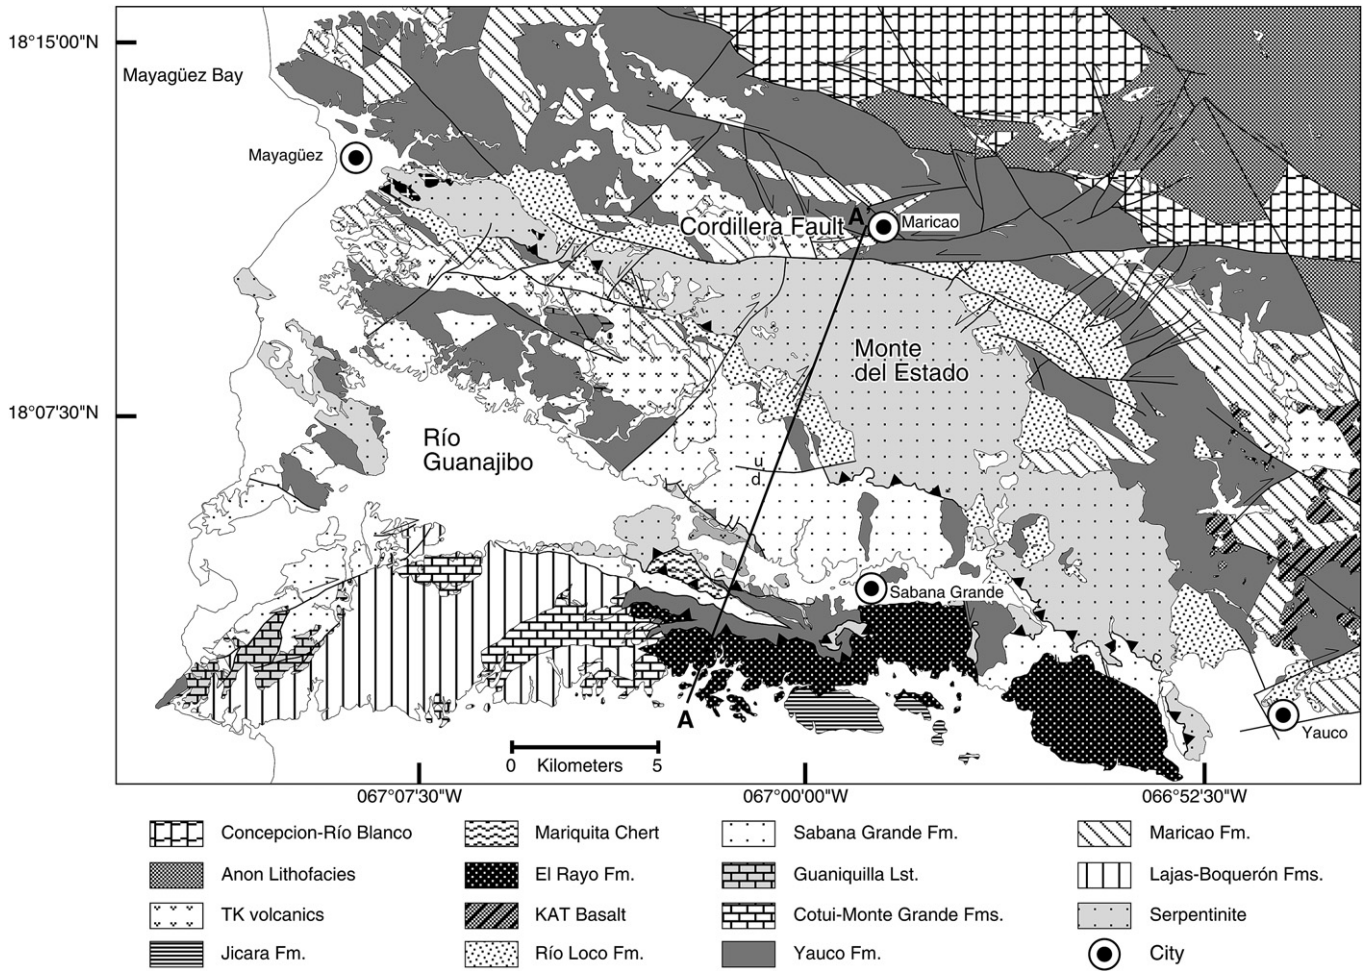 18°15'00"N
Mayagüez Bay
Mayagüez
Cordillera Fault
A'
Maricao
Monte
del Estado
18°07'30"N
Río
Guanajibo
u
d
Sabana Grande
A
Yauco
0 Kilometers 5
067°07'30"W
067°00'00"W
066°52'30"W
Concepcion-Río Blanco
Mariquita Chert
Sabana Grande Fm.
Maricao Fm.
Anon Lithofacies
El Rayo Fm.
Guaniquilla Lst.
Lajas-Boquerón Fms.
TK volcanics
KAT Basalt
Cotui-Monte Grande Fms.
Serpentinite
Jicara Fm.
Río Loco Fm.
Yauco Fm.
City